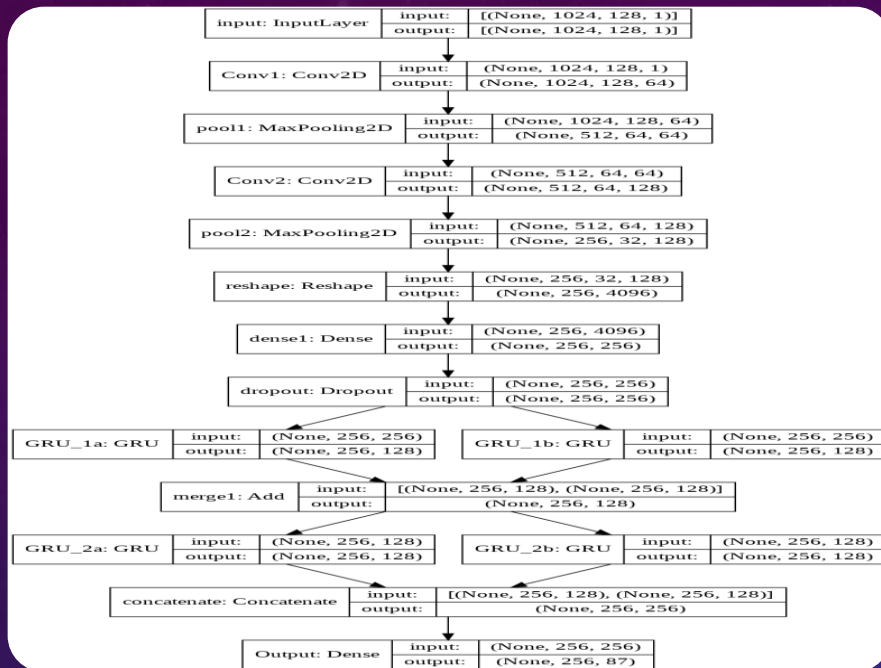 input: InputLayer input: [(None, 1024, 128, 1)]
output: [(None, 1024, 128, 1)]
Conv1: Conv2D input: (None, 1024, 128, 1)
output: (None, 1024, 128, 64)
pool1: MaxPooling2D input: (None, 1024, 128, 64)
output: (None, 512, 64, 64)
Conv2: Conv2D input: (None, 512, 64, 64)
output: (None, 512, 64, 128)
pool2: MaxPooling2D input: (None, 512, 64, 128)
output: (None, 256, 32, 128)
reshape: Reshape input: (None, 256, 32, 128)
output: (None, 256, 4096)
dense1: Dense input: (None, 256, 4096)
output: (None, 256, 256)
dropout: Dropout input: (None, 256, 256)
output: (None, 256, 256)
GRU_1a: GRU input: (None, 256, 256)
output: (None, 256, 128)
GRU_1b: GRU input: (None, 256, 256)
output: (None, 256, 128)
merge1: Add input: [(None, 256, 128), (None, 256, 128)]
output: (None, 256, 128)
GRU_2a: GRU input: (None, 256, 128)
output: (None, 256, 128)
GRU_2b: GRU input: (None, 256, 128)
output: (None, 256, 128)
concatenate: Concatenate input: [(None, 256, 128), (None, 256, 128)]
output: (None, 256, 256)
Output: Dense input: (None, 256, 256)
output: (None, 256, 87)